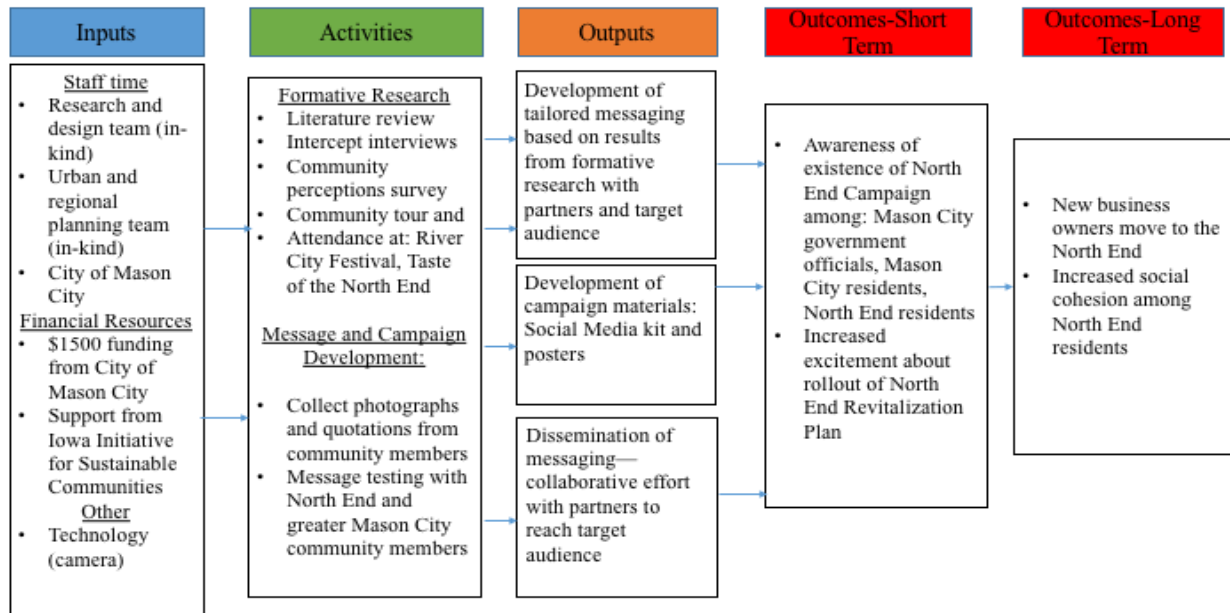 Inputs
Activities
Outputs
Outcomes-Short
Term
Outcomes-Long
Term
Staff time
• Research and
design team (in-
kind)
• Urban and
regional
planning team
(in-kind)
• City of Mason
City
Financial Resources
• $1500 funding
from City of
Mason City
• Support from
Iowa Initiative
for Sustainable
Communities
Other
• Technology
(camera)
Formative Research
• Literature review
• Intercept interviews
• Community
perceptions survey
• Community tour and
• Attendance at: River
City Festival, Taste
of the North End
Message and Campaign
Development:
• Collect photographs
and quotations from
community members
• Message testing with
North End and
greater Mason City
community members
Development of
tailored messaging
based on results
from formative
research with
partners and target
audience
Development of
campaign materials:
Social Media kit and
posters
Dissemination of
messaging—
collaborative effort
with partners to
reach target
audience
• Awareness of
existence of North
End Campaign
among: Mason City
government
officials, Mason
City residents,
North End residents
• Increased
excitement about
rollout of North
End Revitalization
Plan
• New business
owners move to the
North End
• Increased social
cohesion among
North End
residents